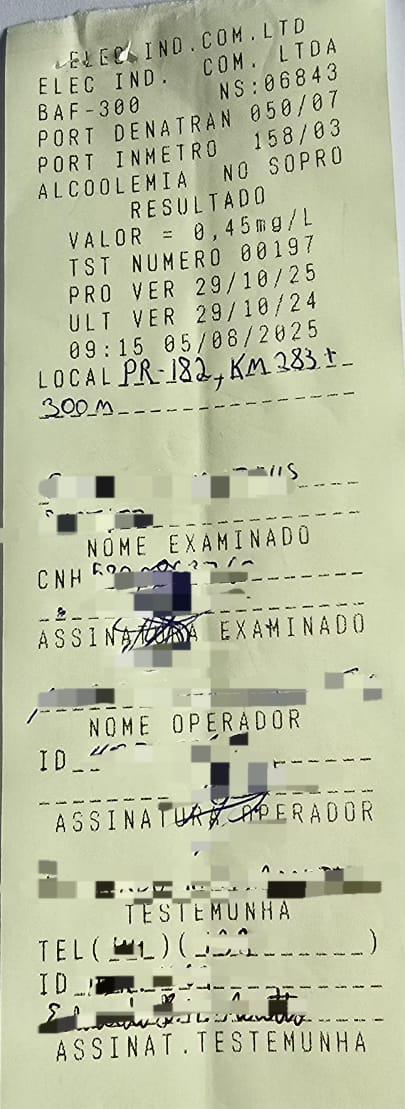 ELEC IND.COM.LTD
ELEC IND. COM. LTDA
BAF-300 NS:06843
PORT DENATRAN 050/07
PORT INMETRO 158/03
ALCOOLEMIA NO SOPRO
RESULTADO
VALOR = 0,45mg/L
TST NUMERO 00197
PRO VER 29/10/25
ULT VER 29/10/24
09:15 05/08/2025
LOCAL PR-182, KM 283 +
300m
NOME EXAMINADO
CNH
ASSINATURA EXAMINADO
NOME OPERADOR
ID
ASSINATURA OPERADOR
TESTEMUNHA
TEL( )( )
ID
ASSINAT.TESTEMUNHA